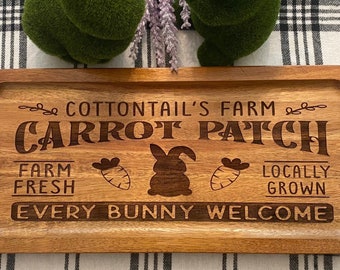 COTTONTAIL'S FARM
CARROT PATCH
FARM
FRESH
LOCALLY
GROWN
EVERY BUNNY WELCOME